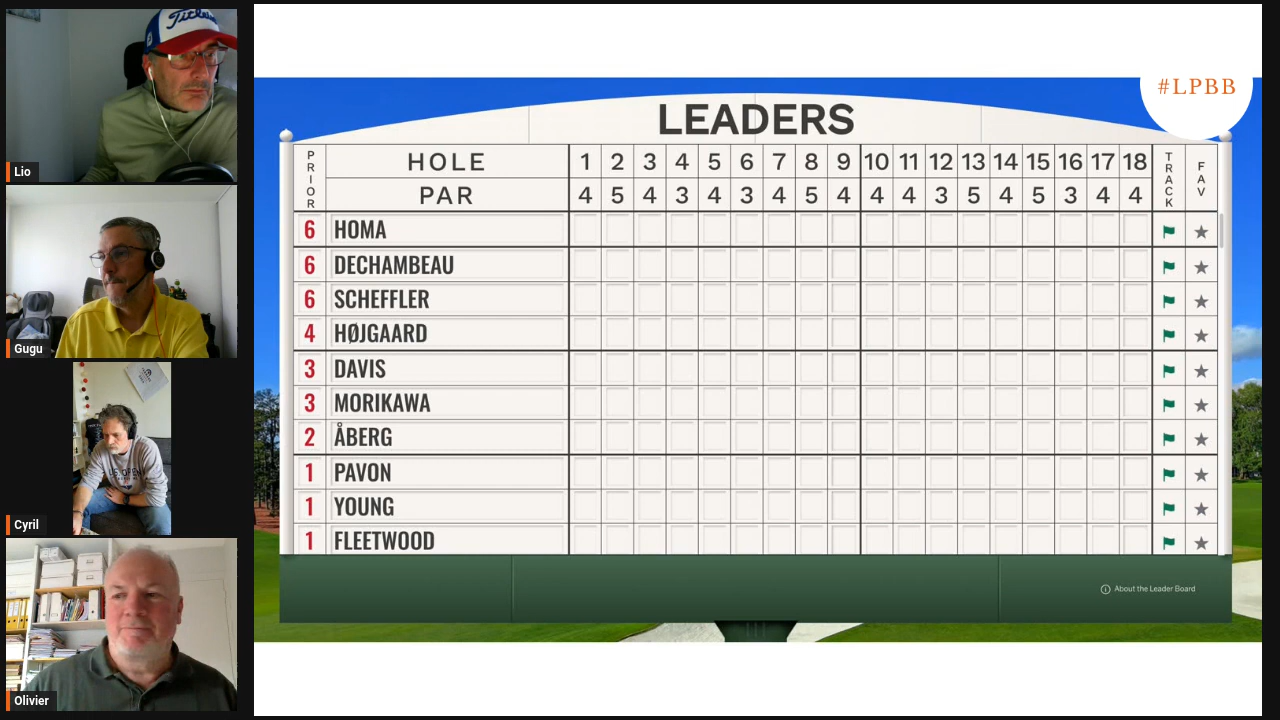 Titleist
Lio
Gugu
Cyril
Olivier
#LPBB
LEADERS
PRIOR HOLE 1 2 3 4 5 6 7 8 9 10 11 12 13 14 15 16 17 18 TRACK FAV
PAR 4 5 4 3 4 3 4 5 4 4 4 3 5 4 5 3 4 4
6 HOMA
6 DECHAMBEAU
6 SCHEFFLER
4 HØJGAARD
3 DAVIS
3 MORIKAWA
2 ÅBERG
1 PAVON
1 YOUNG
1 FLEETWOOD
About the Leader Board